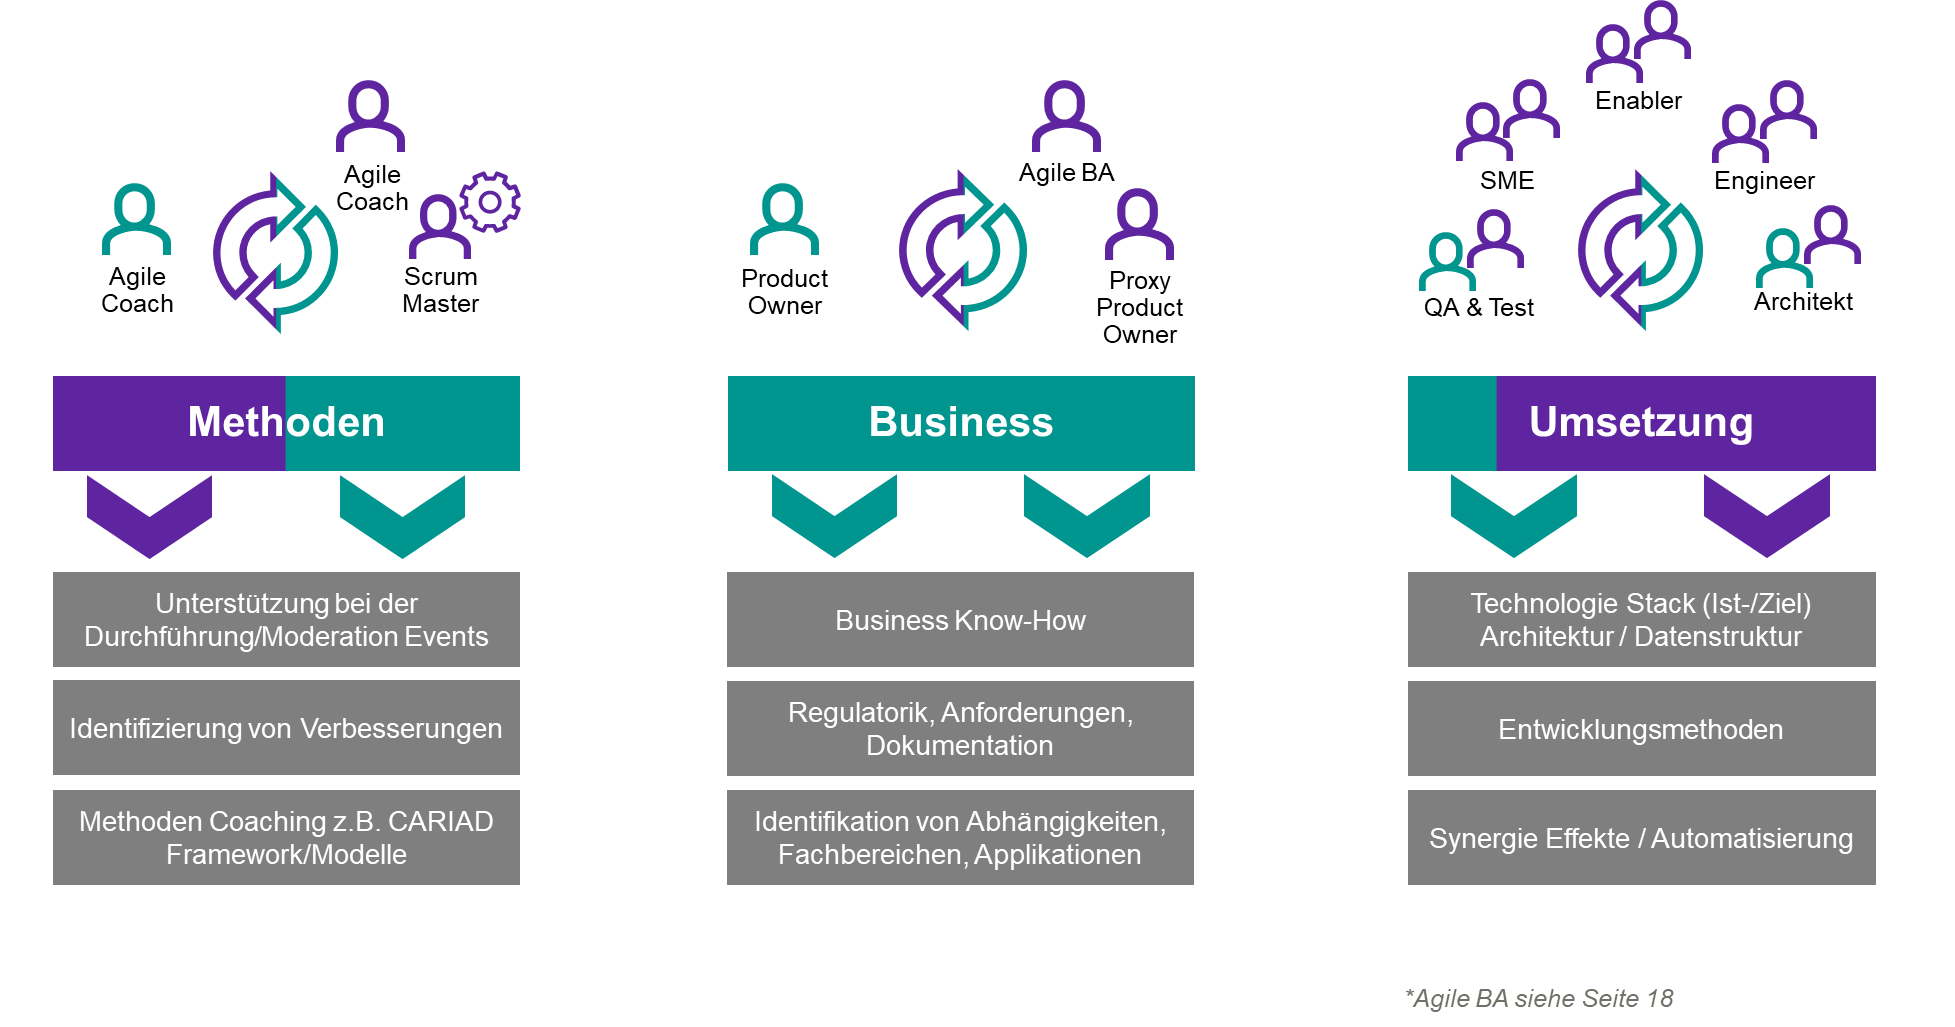 Agile
Coach
Agile
Coach
Scrum
Master
Methoden
Unterstützung bei der
Durchführung/Moderation Events
Identifizierung von Verbesserungen
Methoden Coaching z.B. CARIAD
Framework/Modelle
Product
Owner
Agile BA
Proxy
Product
Owner
Business
Business Know-How
Regulatorik, Anforderungen,
Dokumentation
Identifikation von Abhängigkeiten,
Fachbereichen, Applikationen
Enabler
SME
Engineer
QA & Test
Architekt
Umsetzung
Technologie Stack (Ist-/Ziel)
Architektur / Datenstruktur
Entwicklungsmethoden
Synergie Effekte / Automatisierung
*Agile BA siehe Seite 18